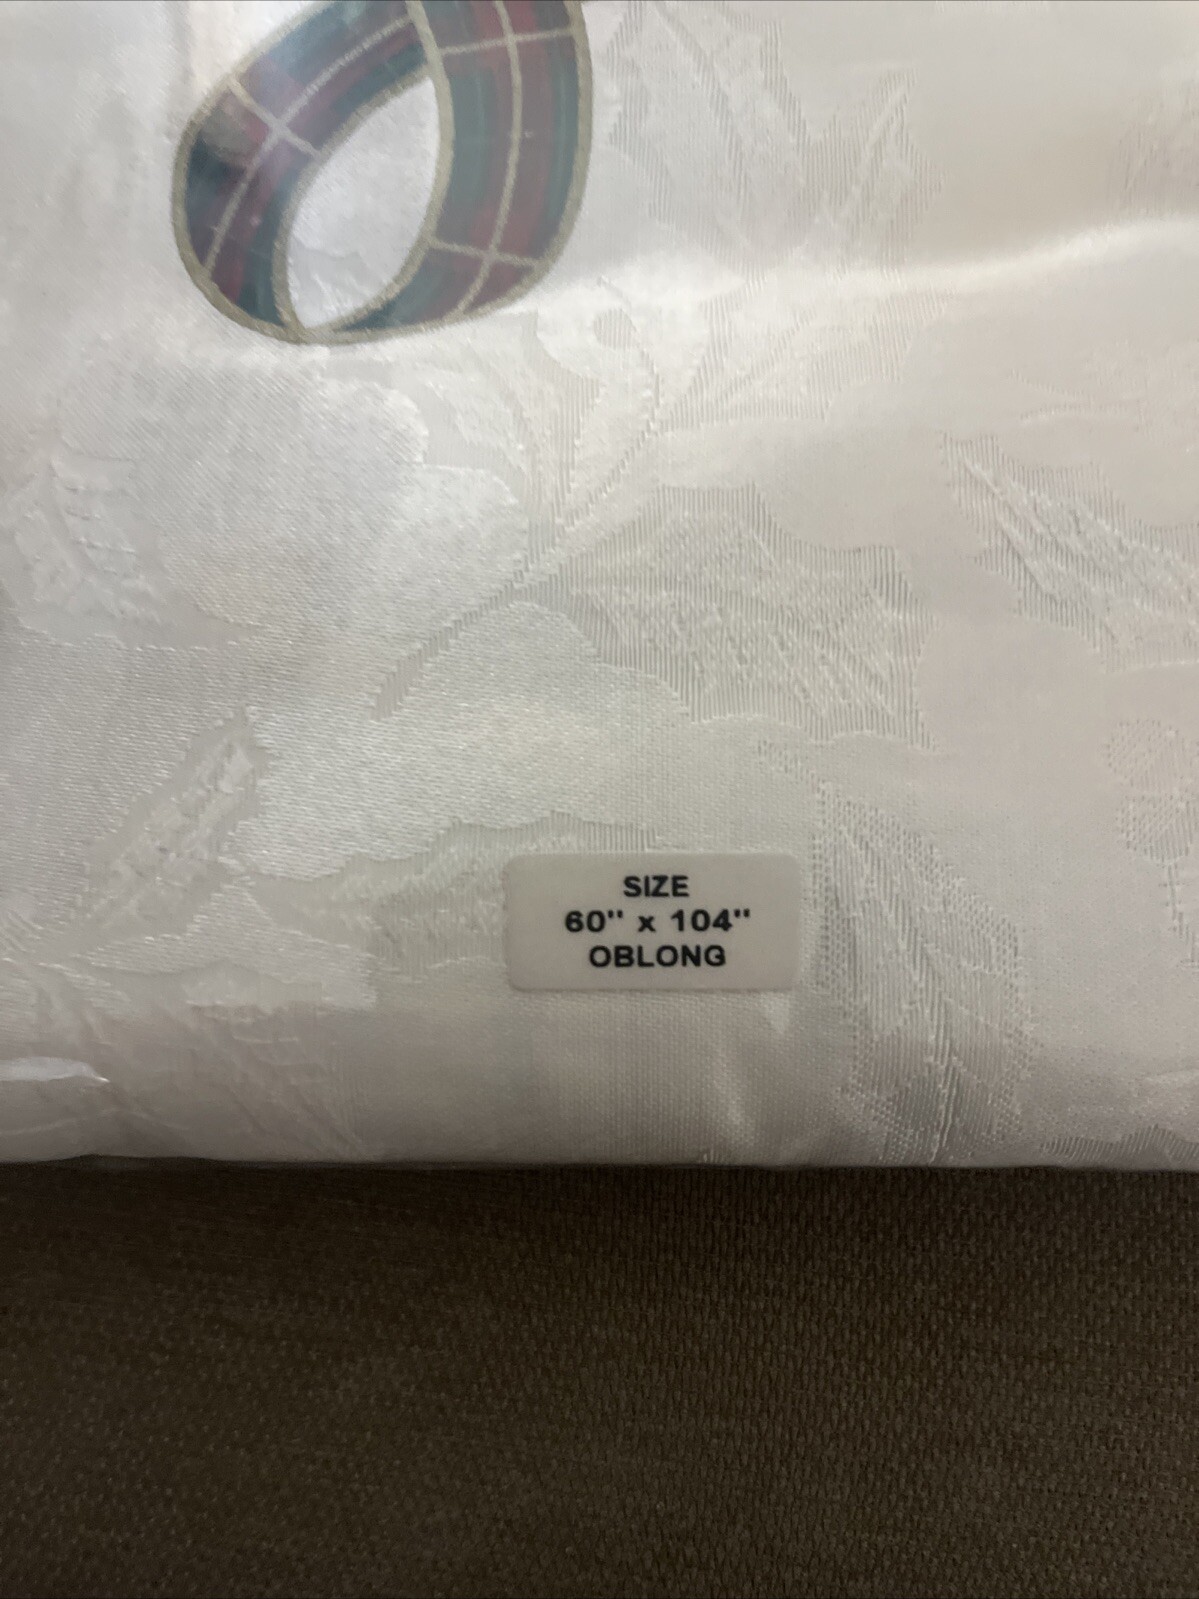 SIZE
60" x 104"
OBLONG